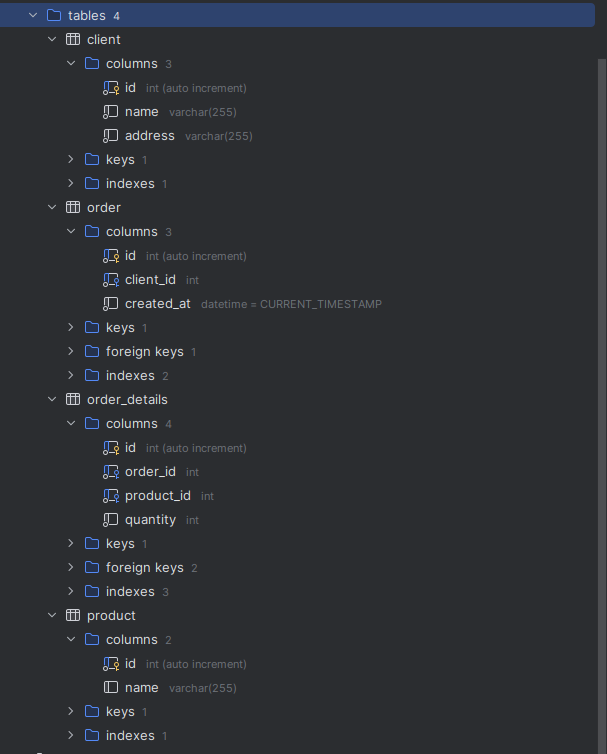 tables 4
client
columns 3
id int (auto increment)
name varchar(255)
address varchar(255)
keys 1
indexes 1
order
columns 3
id int (auto increment)
client_id int
created_at datetime = CURRENT_TIMESTAMP
keys 1
foreign keys 1
indexes 2
order_details
columns 4
id int (auto increment)
order_id int
product_id int
quantity int
keys 1
foreign keys 2
indexes 3
product
columns 2
id int (auto increment)
name varchar(255)
keys 1
indexes 1